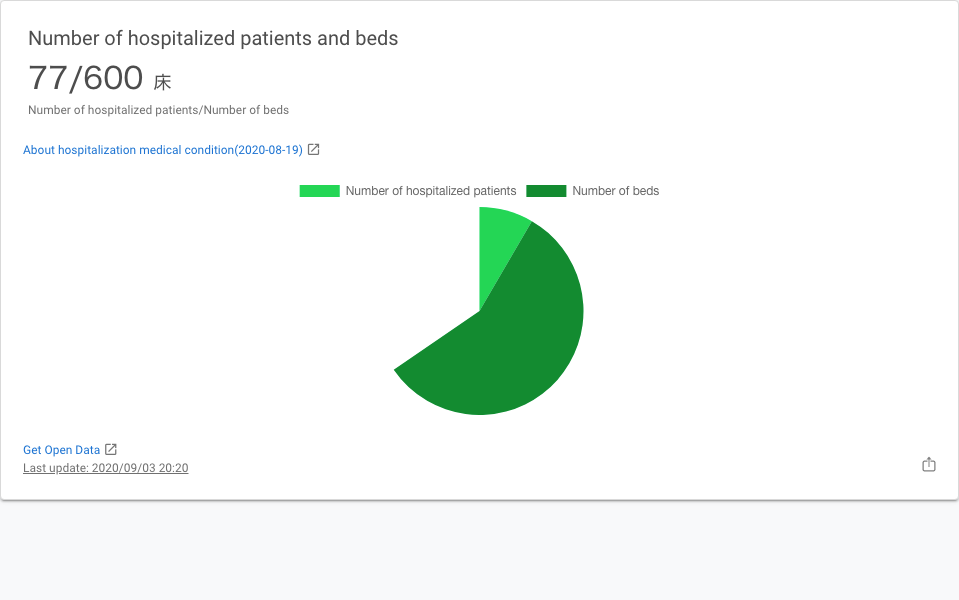 Number of hospitalized patients and beds
77/600 床
Number of hospitalized patients/Number of beds
About hospitalization medical condition(2020-08-19)
Number of hospitalized patients Number of beds
Get Open Data
Last update: 2020/09/03 20:20